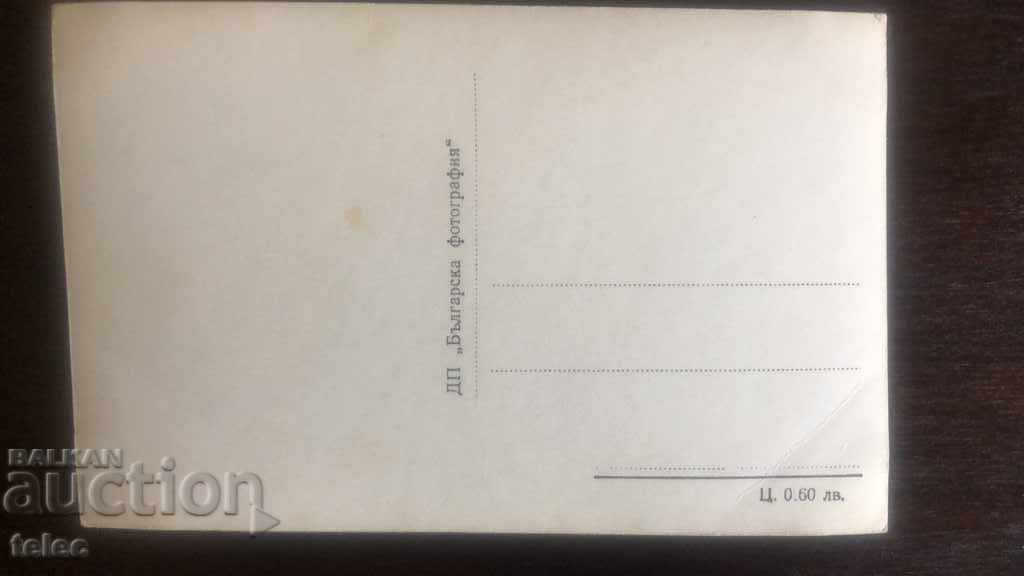 ДП „Българска фотография“
Ц. 0.60 лв.
BALKAN
auction
telec